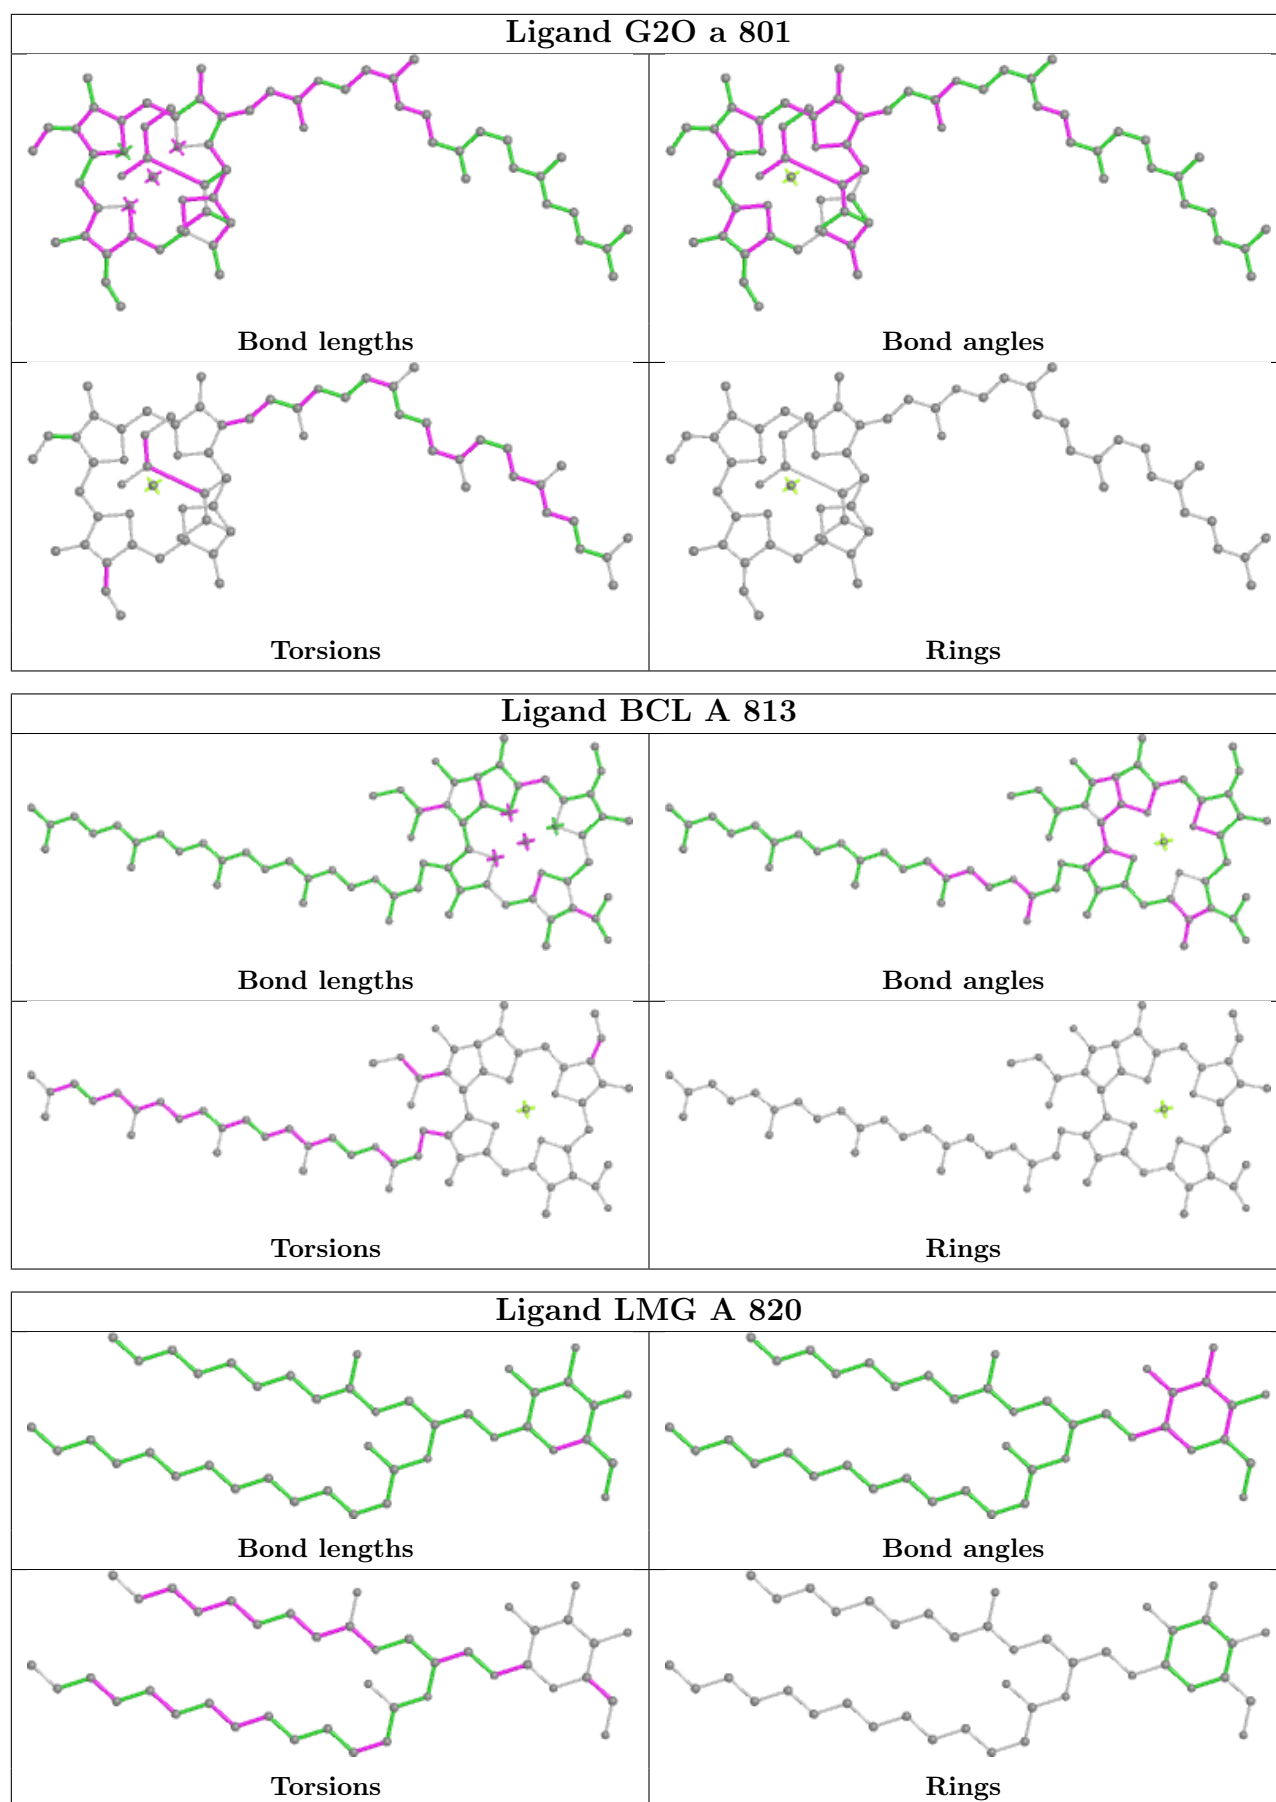 Ligand G2O a 801
Bond lengths
Bond angles
Torsions
Rings
Ligand BCL A 813
Bond lengths
Bond angles
Torsions
Rings
Ligand LMG A 820
Bond lengths
Bond angles
Torsions
Rings